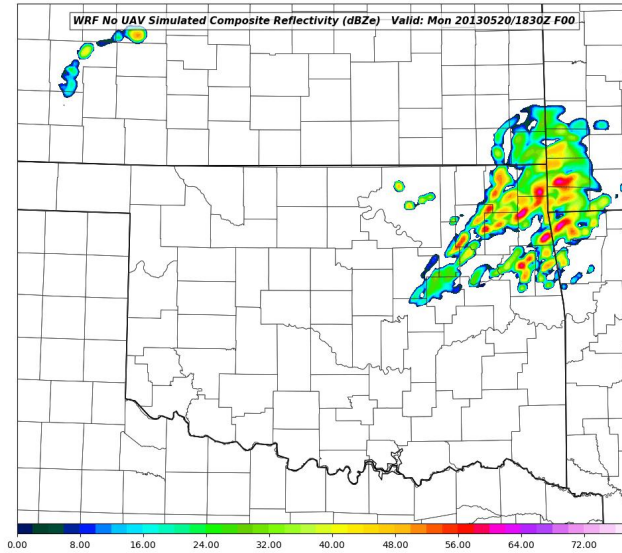 WRF No UAV Simulated Composite Reflectivity (dBZe)   Valid: Mon 20130520/1830Z F00
0.00 8.00 16.00 24.00 32.00 40.00 48.00 56.00 64.00 72.00